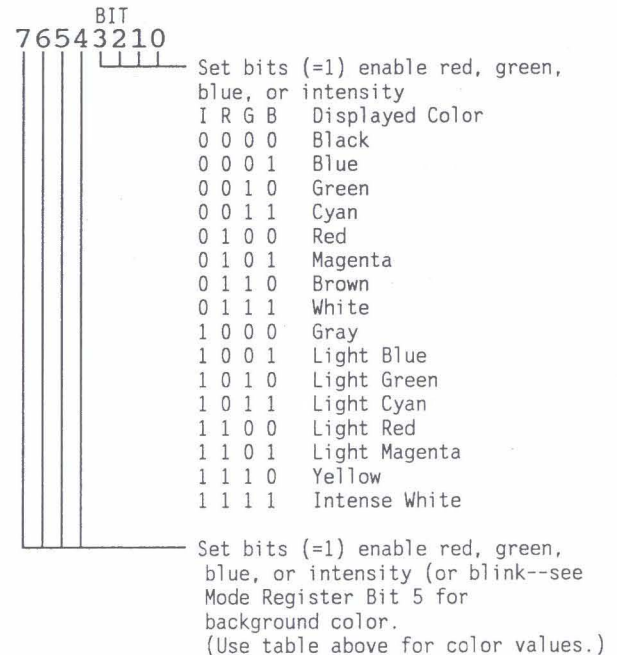 BIT
76543210
Set bits (=1) enable red, green,
blue, or intensity
I R G B Displayed Color
0 0 0 0 Black
0 0 0 1 Blue
0 0 1 0 Green
0 0 1 1 Cyan
0 1 0 0 Red
0 1 0 1 Magenta
0 1 1 0 Brown
0 1 1 1 White
1 0 0 0 Gray
1 0 0 1 Light Blue
1 0 1 0 Light Green
1 0 1 1 Light Cyan
1 1 0 0 Light Red
1 1 0 1 Light Magenta
1 1 1 0 Yellow
1 1 1 1 Intense White
Set bits (=1) enable red, green,
blue, or intensity (or blink--see
Mode Register Bit 5 for
background color.
(Use table above for color values.)